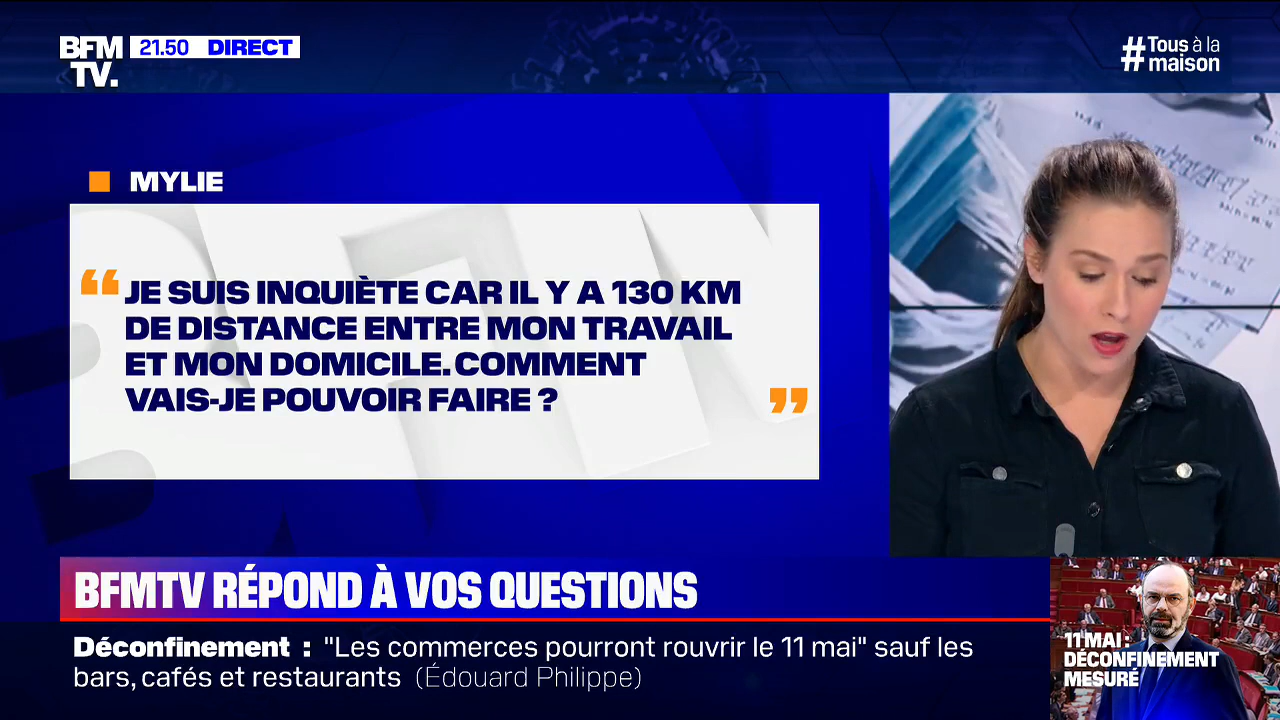 BFM
TV.
21.50 DIRECT
#Tous à la
maison
MYLIE
“JE SUIS INQUIÈTE CAR IL Y A 130 KM
DE DISTANCE ENTRE MON TRAVAIL
ET MON DOMICILE. COMMENT
VAIS-JE POUVOIR FAIRE ? ”
BFMTV RÉPOND À VOS QUESTIONS
Déconfinement : "Les commerces pourront rouvrir le 11 mai" sauf les
bars, cafés et restaurants (Édouard Philippe)
11 MAI :
DÉCONFINEMENT
MESURÉ